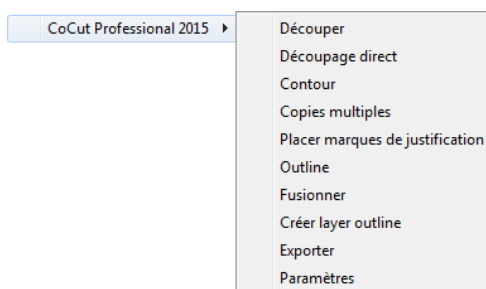 CoCut Professional 2015
Découper
Découpage direct
Contour
Copies multiples
Placer marques de justification
Outline
Fusionner
Créer layer outline
Exporter
Paramètres